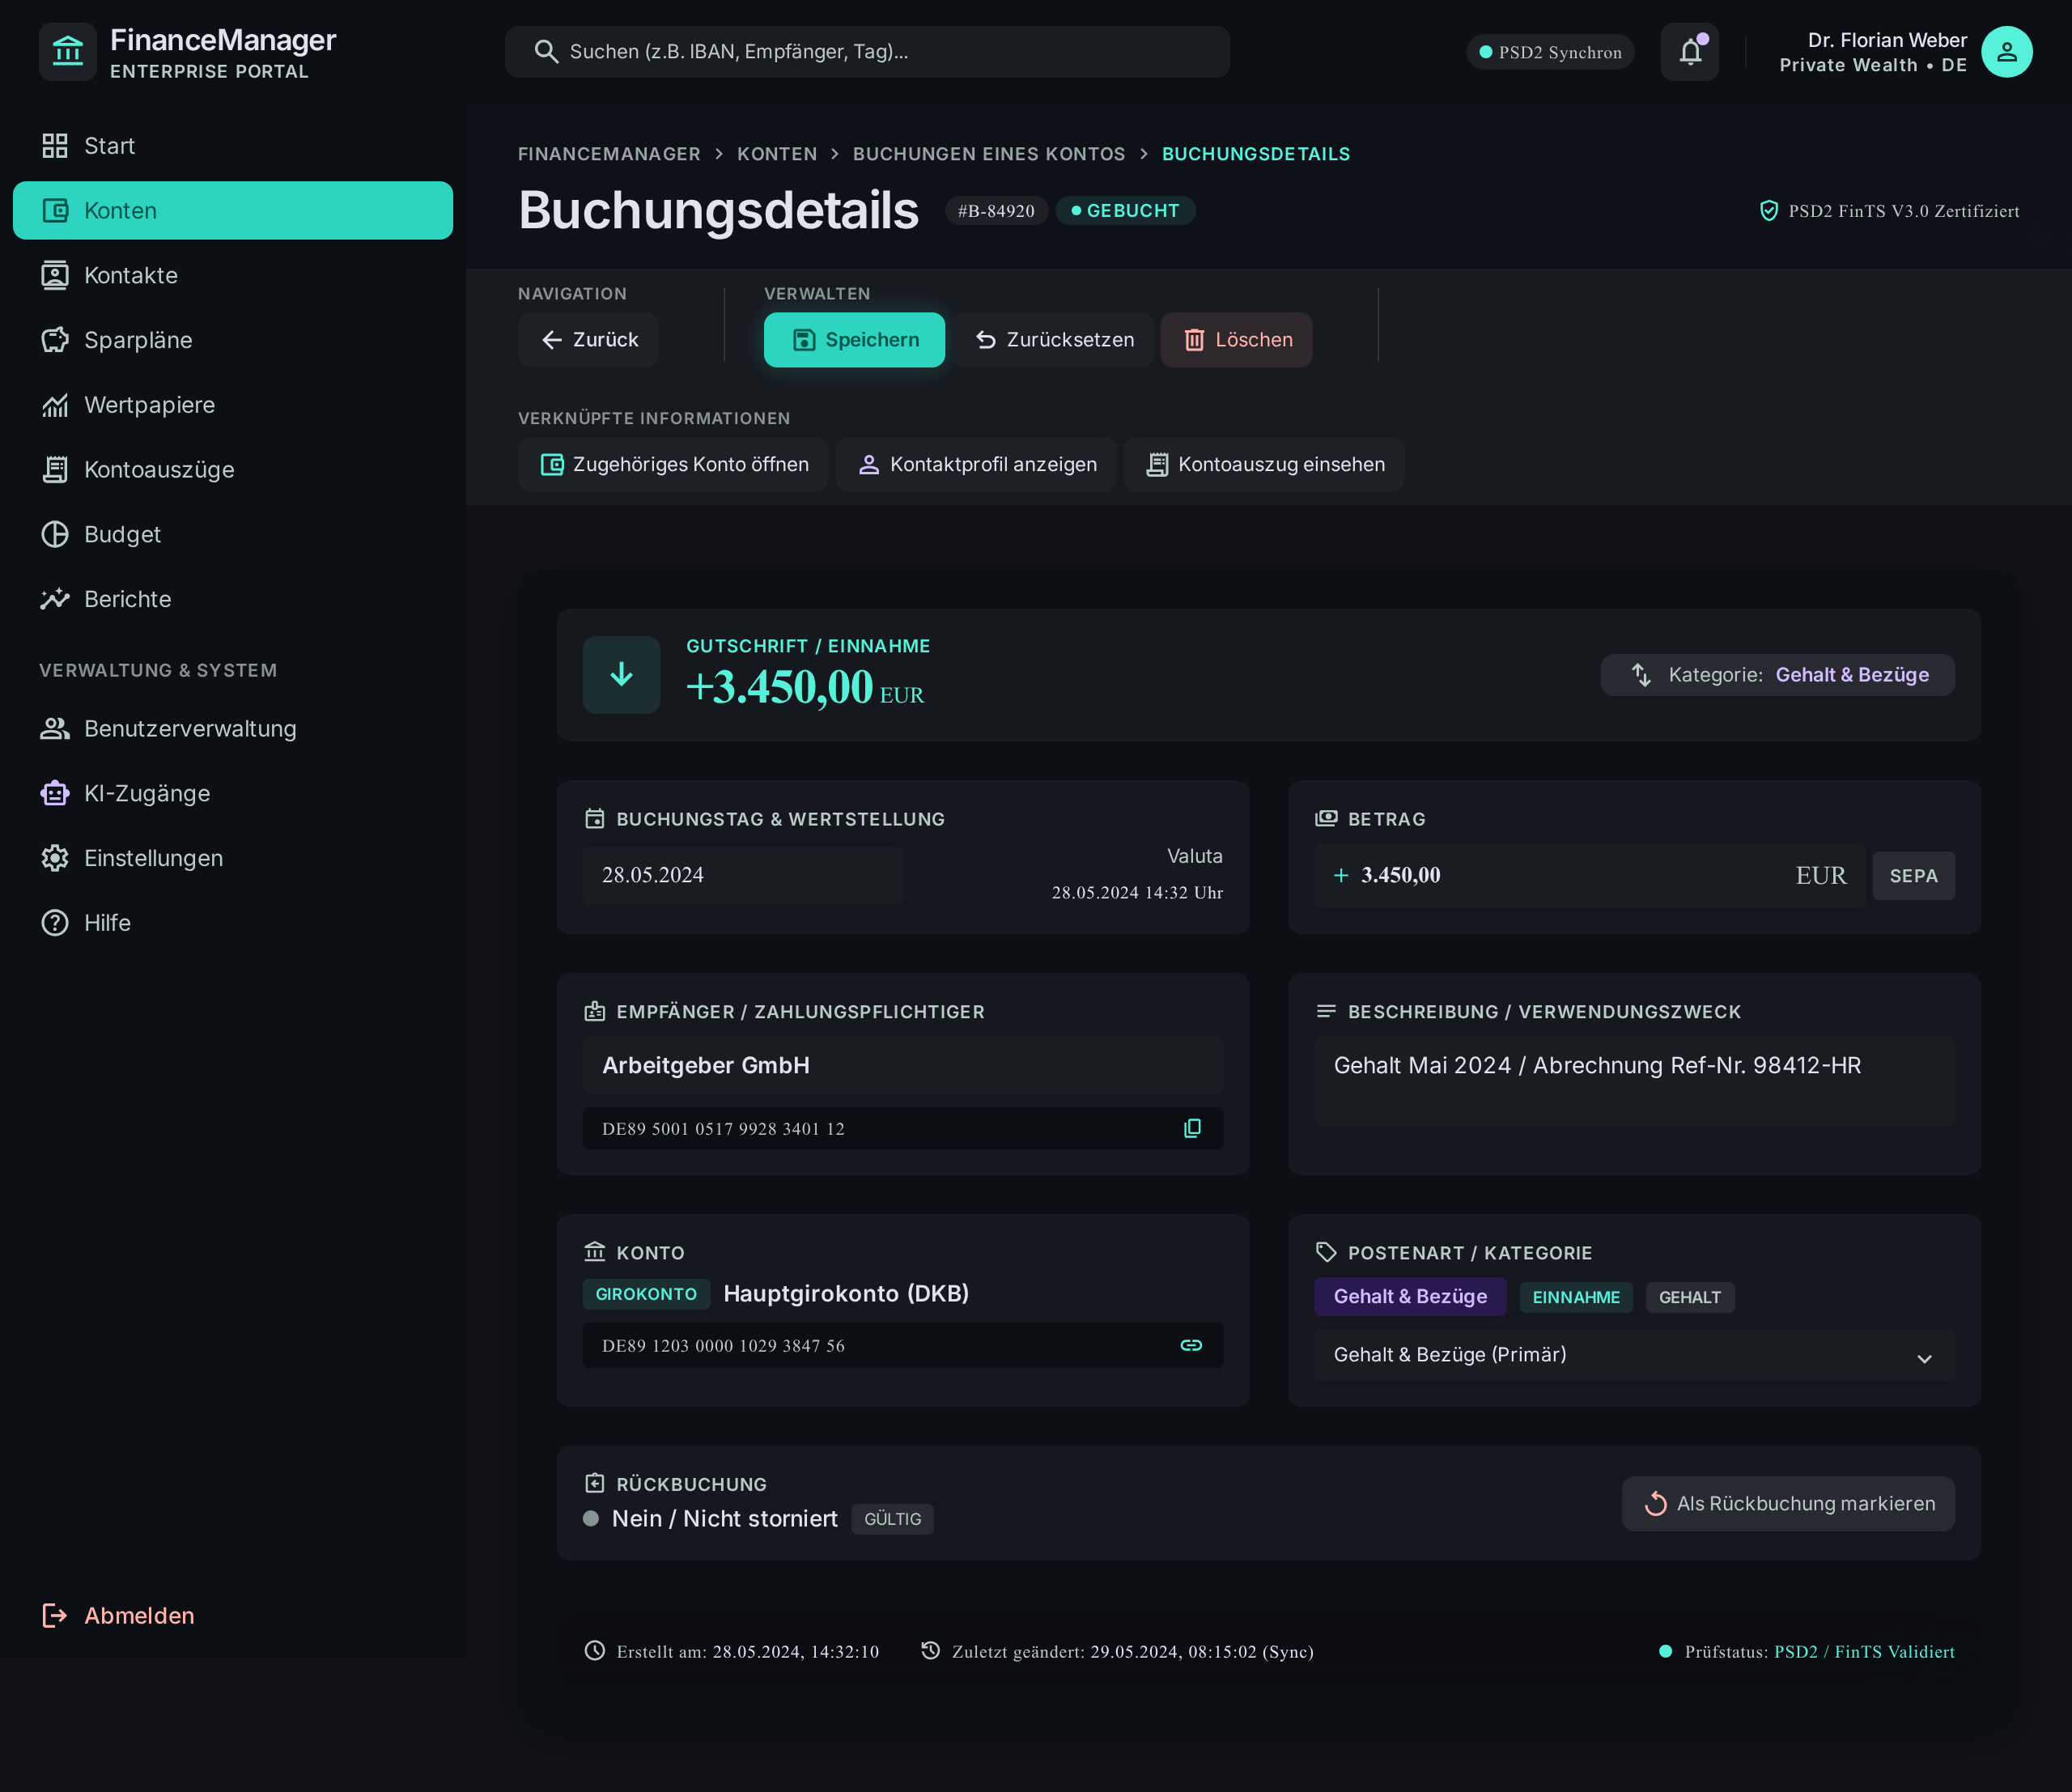 FinanceManager
ENTERPRISE PORTAL
Suchen (z.B. IBAN, Empfänger, Tag)...
PSD2 Synchron
Dr. Florian Weber
Private Wealth • DE
Start
Konten
Kontakte
Sparpläne
Wertpapiere
Kontoauszüge
Budget
Berichte
VERWALTUNG & SYSTEM
Benutzerverwaltung
KI-Zugänge
Einstellungen
Hilfe
Abmelden
FINANCEMANAGER > KONTEN > BUCHUNGEN EINES KONTOS > BUCHUNGSDETAILS
Buchungsdetails #B-84920 GEBUCHT
PSD2 FinTS V3.0 Zertifiziert
NAVIGATION
Zurück
VERWALTEN
Speichern Zurücksetzen Löschen
VERKNÜPFTE INFORMATIONEN
Zugehöriges Konto öffnen Kontaktprofil anzeigen Kontoauszug einsehen
GUTSCHRIFT / EINNAHME
+3.450,00 EUR
Kategorie: Gehalt & Bezüge
BUCHUNGSTAG & WERTSTELLUNG
28.05.2024
Valuta
28.05.2024 14:32 Uhr
BETRAG
+ 3.450,00 EUR SEPA
EMPFÄNGER / ZAHLUNGSPFLICHTIGER
Arbeitgeber GmbH
DE89 5001 0517 9928 3401 12
BESCHREIBUNG / VERWENDUNGSZWECK
Gehalt Mai 2024 / Abrechnung Ref-Nr. 98412-HR
KONTO
GIROKONTO Hauptgirokonto (DKB)
DE89 1203 0000 1029 3847 56
POSTENART / KATEGORIE
Gehalt & Bezüge EINNAHME GEHALT
Gehalt & Bezüge (Primär)
RÜCKBUCHUNG
Nein / Nicht storniert GÜLTIG
Als Rückbuchung markieren
Erstellt am: 28.05.2024, 14:32:10
Zuletzt geändert: 29.05.2024, 08:15:02 (Sync)
Prüfstatus: PSD2 / FinTS Validiert